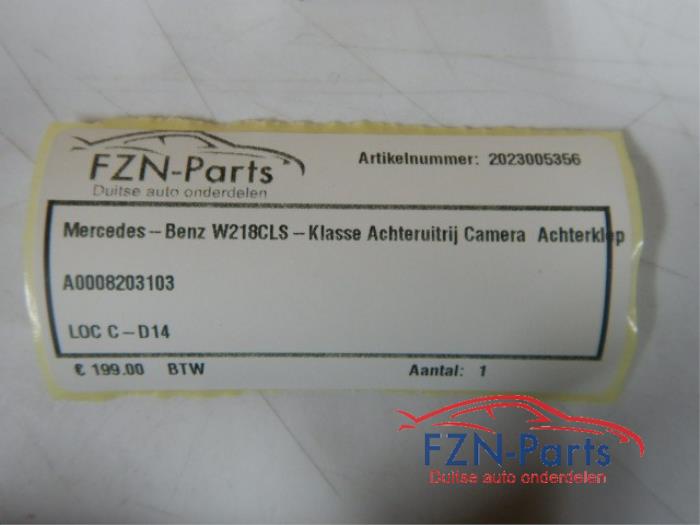 FZN-Parts
Duitse auto onderdelen
Artikelnummer: 2023005356
Mercedes-Benz W218CLS-Klasse Achteruitrij Camera Achterklep
A0008203103
LOC C-D14
€ 199.00 BTW
Aantal: 1
FZN-Parts
Duitse auto onderdelen